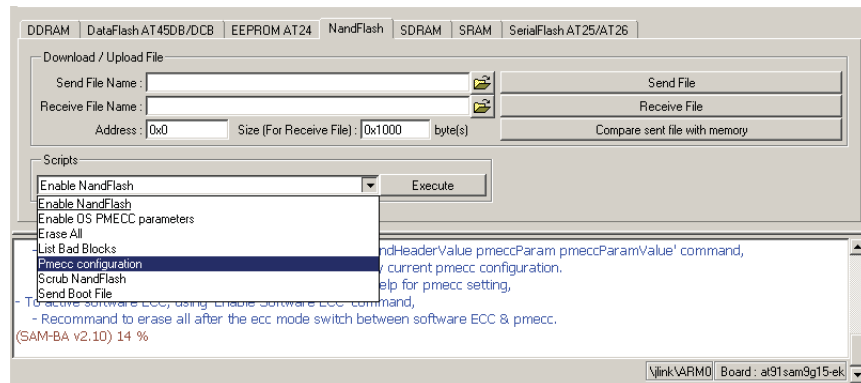 DDRAM DataFlash AT45DB/DCB EEPROM AT24 NandFlash SDRAM SRAM SerialFlash AT25/AT26
Download / Upload File
Send File Name : Send File
Receive File Name : Receive File
Address : 0x0 Size (For Receive File) : 0x1000 byte(s) Compare sent file with memory
Scripts
Enable NandFlash Execute
Enable NandFlash
Enable OS PMECC parameters
Erase All
List Bad Blocks
Pmecc configuration
Scrub NandFlash
Send Boot File
ndHeaderValue pmeccParam pmeccParamValue' command,
current pmecc configuration.
elp for pmecc setting,
- To active software ECC, using 'Enable Software ECC' command,
- Recommand to erase all after the ecc mode switch between software ECC & pmecc.
(SAM-BA v2.10) 14 %
\jlink\ARM0 Board : at91sam9g15-ek